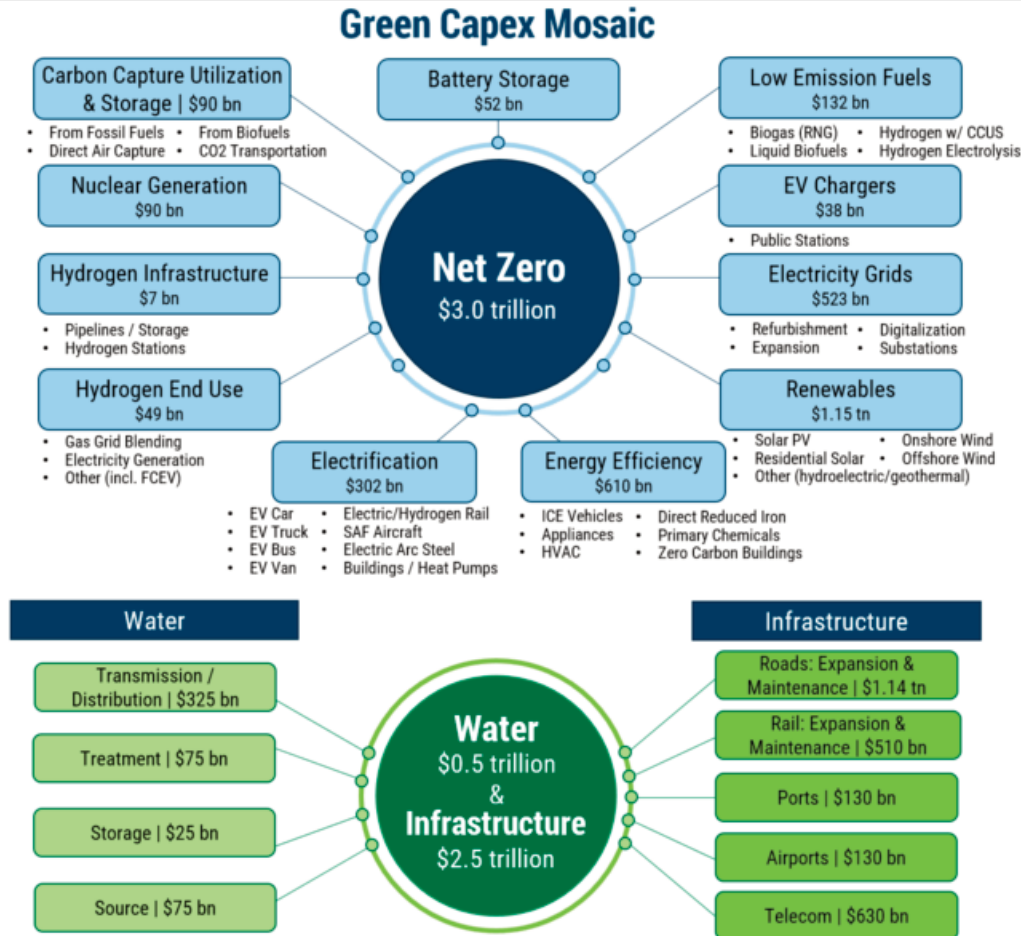 Green Capex Mosaic
Carbon Capture Utilization
& Storage | $90 bn
• From Fossil Fuels • From Biofuels
• Direct Air Capture • CO2 Transportation
Battery Storage
$52 bn
Low Emission Fuels
$132 bn
• Biogas (RNG) • Hydrogen w/ CCUS
• Liquid Biofuels • Hydrogen Electrolysis
Nuclear Generation
$90 bn
EV Chargers
$38 bn
• Public Stations
Net Zero
$3.0 trillion
Hydrogen Infrastructure
$7 bn
• Pipelines / Storage
• Hydrogen Stations
Electricity Grids
$523 bn
• Refurbishment • Digitalization
• Expansion • Substations
Hydrogen End Use
$49 bn
• Gas Grid Blending
• Electricity Generation
• Other (incl. FCEV)
Renewables
$1.15 tn
• Solar PV • Onshore Wind
• Residential Solar • Offshore Wind
• Other (hydroelectric/geothermal)
Electrification
$302 bn
• EV Car • Electric/Hydrogen Rail
• EV Truck • SAF Aircraft
• EV Bus • Electric Arc Steel
• EV Van • Buildings / Heat Pumps
Energy Efficiency
$610 bn
• ICE Vehicles • Direct Reduced Iron
• Appliances • Primary Chemicals
• HVAC • Zero Carbon Buildings
Water
Transmission /
Distribution | $325 bn
Treatment | $75 bn
Storage | $25 bn
Source | $75 bn
Water
$0.5 trillion
&
Infrastructure
$2.5 trillion
Infrastructure
Roads: Expansion &
Maintenance | $1.14 tn
Rail: Expansion &
Maintenance | $510 bn
Ports | $130 bn
Airports | $130 bn
Telecom | $630 bn